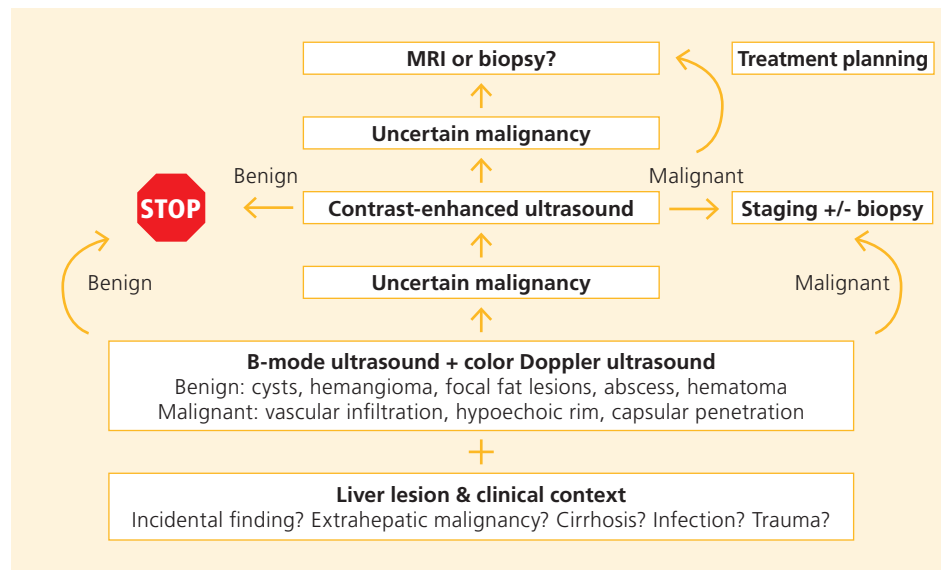 MRI or biopsy?
Treatment planning
Uncertain malignancy
Benign
Malignant
STOP
Contrast-enhanced ultrasound
Staging +/- biopsy
Benign
Uncertain malignancy
Malignant
B-mode ultrasound + color Doppler ultrasound
Benign: cysts, hemangioma, focal fat lesions, abscess, hematoma
Malignant: vascular infiltration, hypoechoic rim, capsular penetration
+
Liver lesion & clinical context
Incidental finding? Extrahepatic malignancy? Cirrhosis? Infection? Trauma?